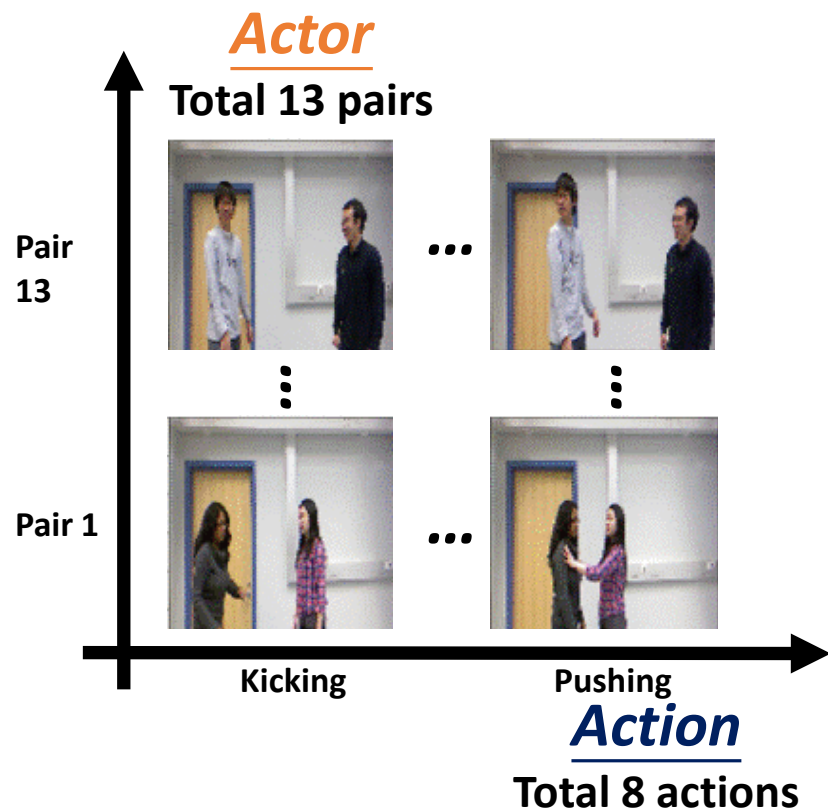 Actor
Total 13 pairs
Pair
13
...
Pair 1
...
Kicking
Pushing
Action
Total 8 actions